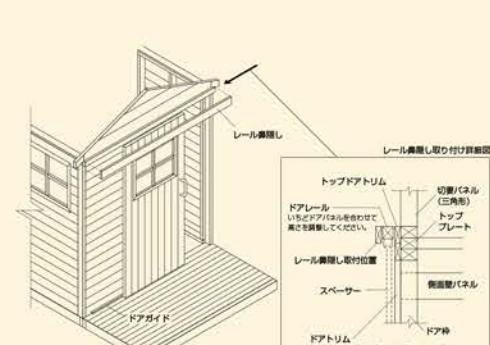 レール鼻隠し
ドアガイド
レール鼻隠し取り付け詳細図
トップドアトリム
切妻パネル
(三角形)
ドアレール
いちどドアパネルを合わせて
高さを調整してください。
トップ
プレート
レール鼻隠し取付位置
スペーサー
側面壁パネル
ドアトリム
ドア枠